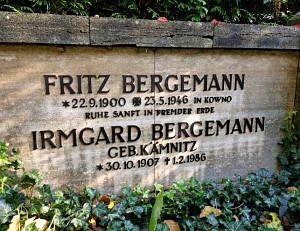 FRITZ BERGEMANN
*22.9.1900 ✠ 23.5.1946 IN KOWNO
RUHE SANFT IN FREMDER ERDE
IRMGARD BERGEMANN
GEB. KÄMNITZ
*30.10.1907 † 1.2.1986